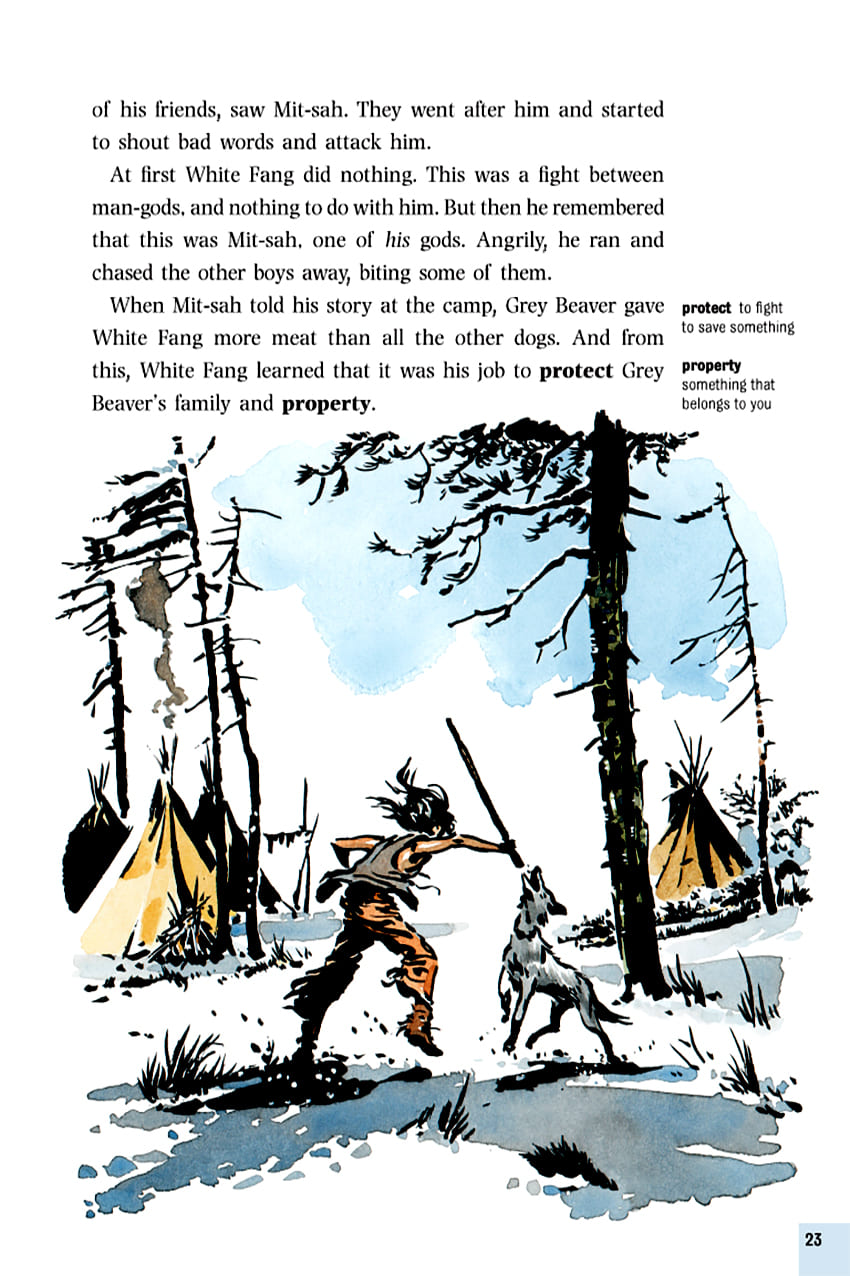 of his friends, saw Mit-sah. They went after him and started
to shout bad words and attack him.
At first White Fang did nothing. This was a fight between
man-gods, and nothing to do with him. But then he remembered
that this was Mit-sah, one of his gods. Angrily, he ran and
chased the other boys away, biting some of them.
When Mit-sah told his story at the camp, Grey Beaver gave
White Fang more meat than all the other dogs. And from
this, White Fang learned that it was his job to protect Grey
Beaver's family and property.
protect to fight
to save something
property
something that
belongs to you
23